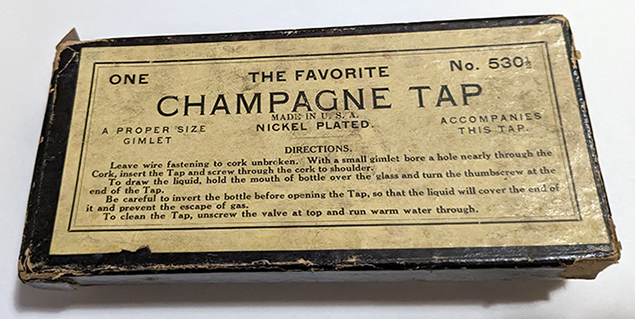 ONE THE FAVORITE No. 530½
CHAMPAGNE TAP
MADE IN U. S. A.
A PROPER SIZE NICKEL PLATED. ACCOMPANIES
GIMLET THIS TAP.
DIRECTIONS.
Leave wire fastening to cork unbroken. With a small gimlet bore a hole nearly through the
Cork, insert the Tap and screw through the cork to shoulder.
To draw the liquid, hold the mouth of bottle over the glass and turn the thumbscrew at the
end of the Tap.
Be careful to invert the bottle before opening the Tap, so that the liquid will cover the end of
it and prevent the escape of gas.
To clean the Tap, unscrew the valve at top and run warm water through.